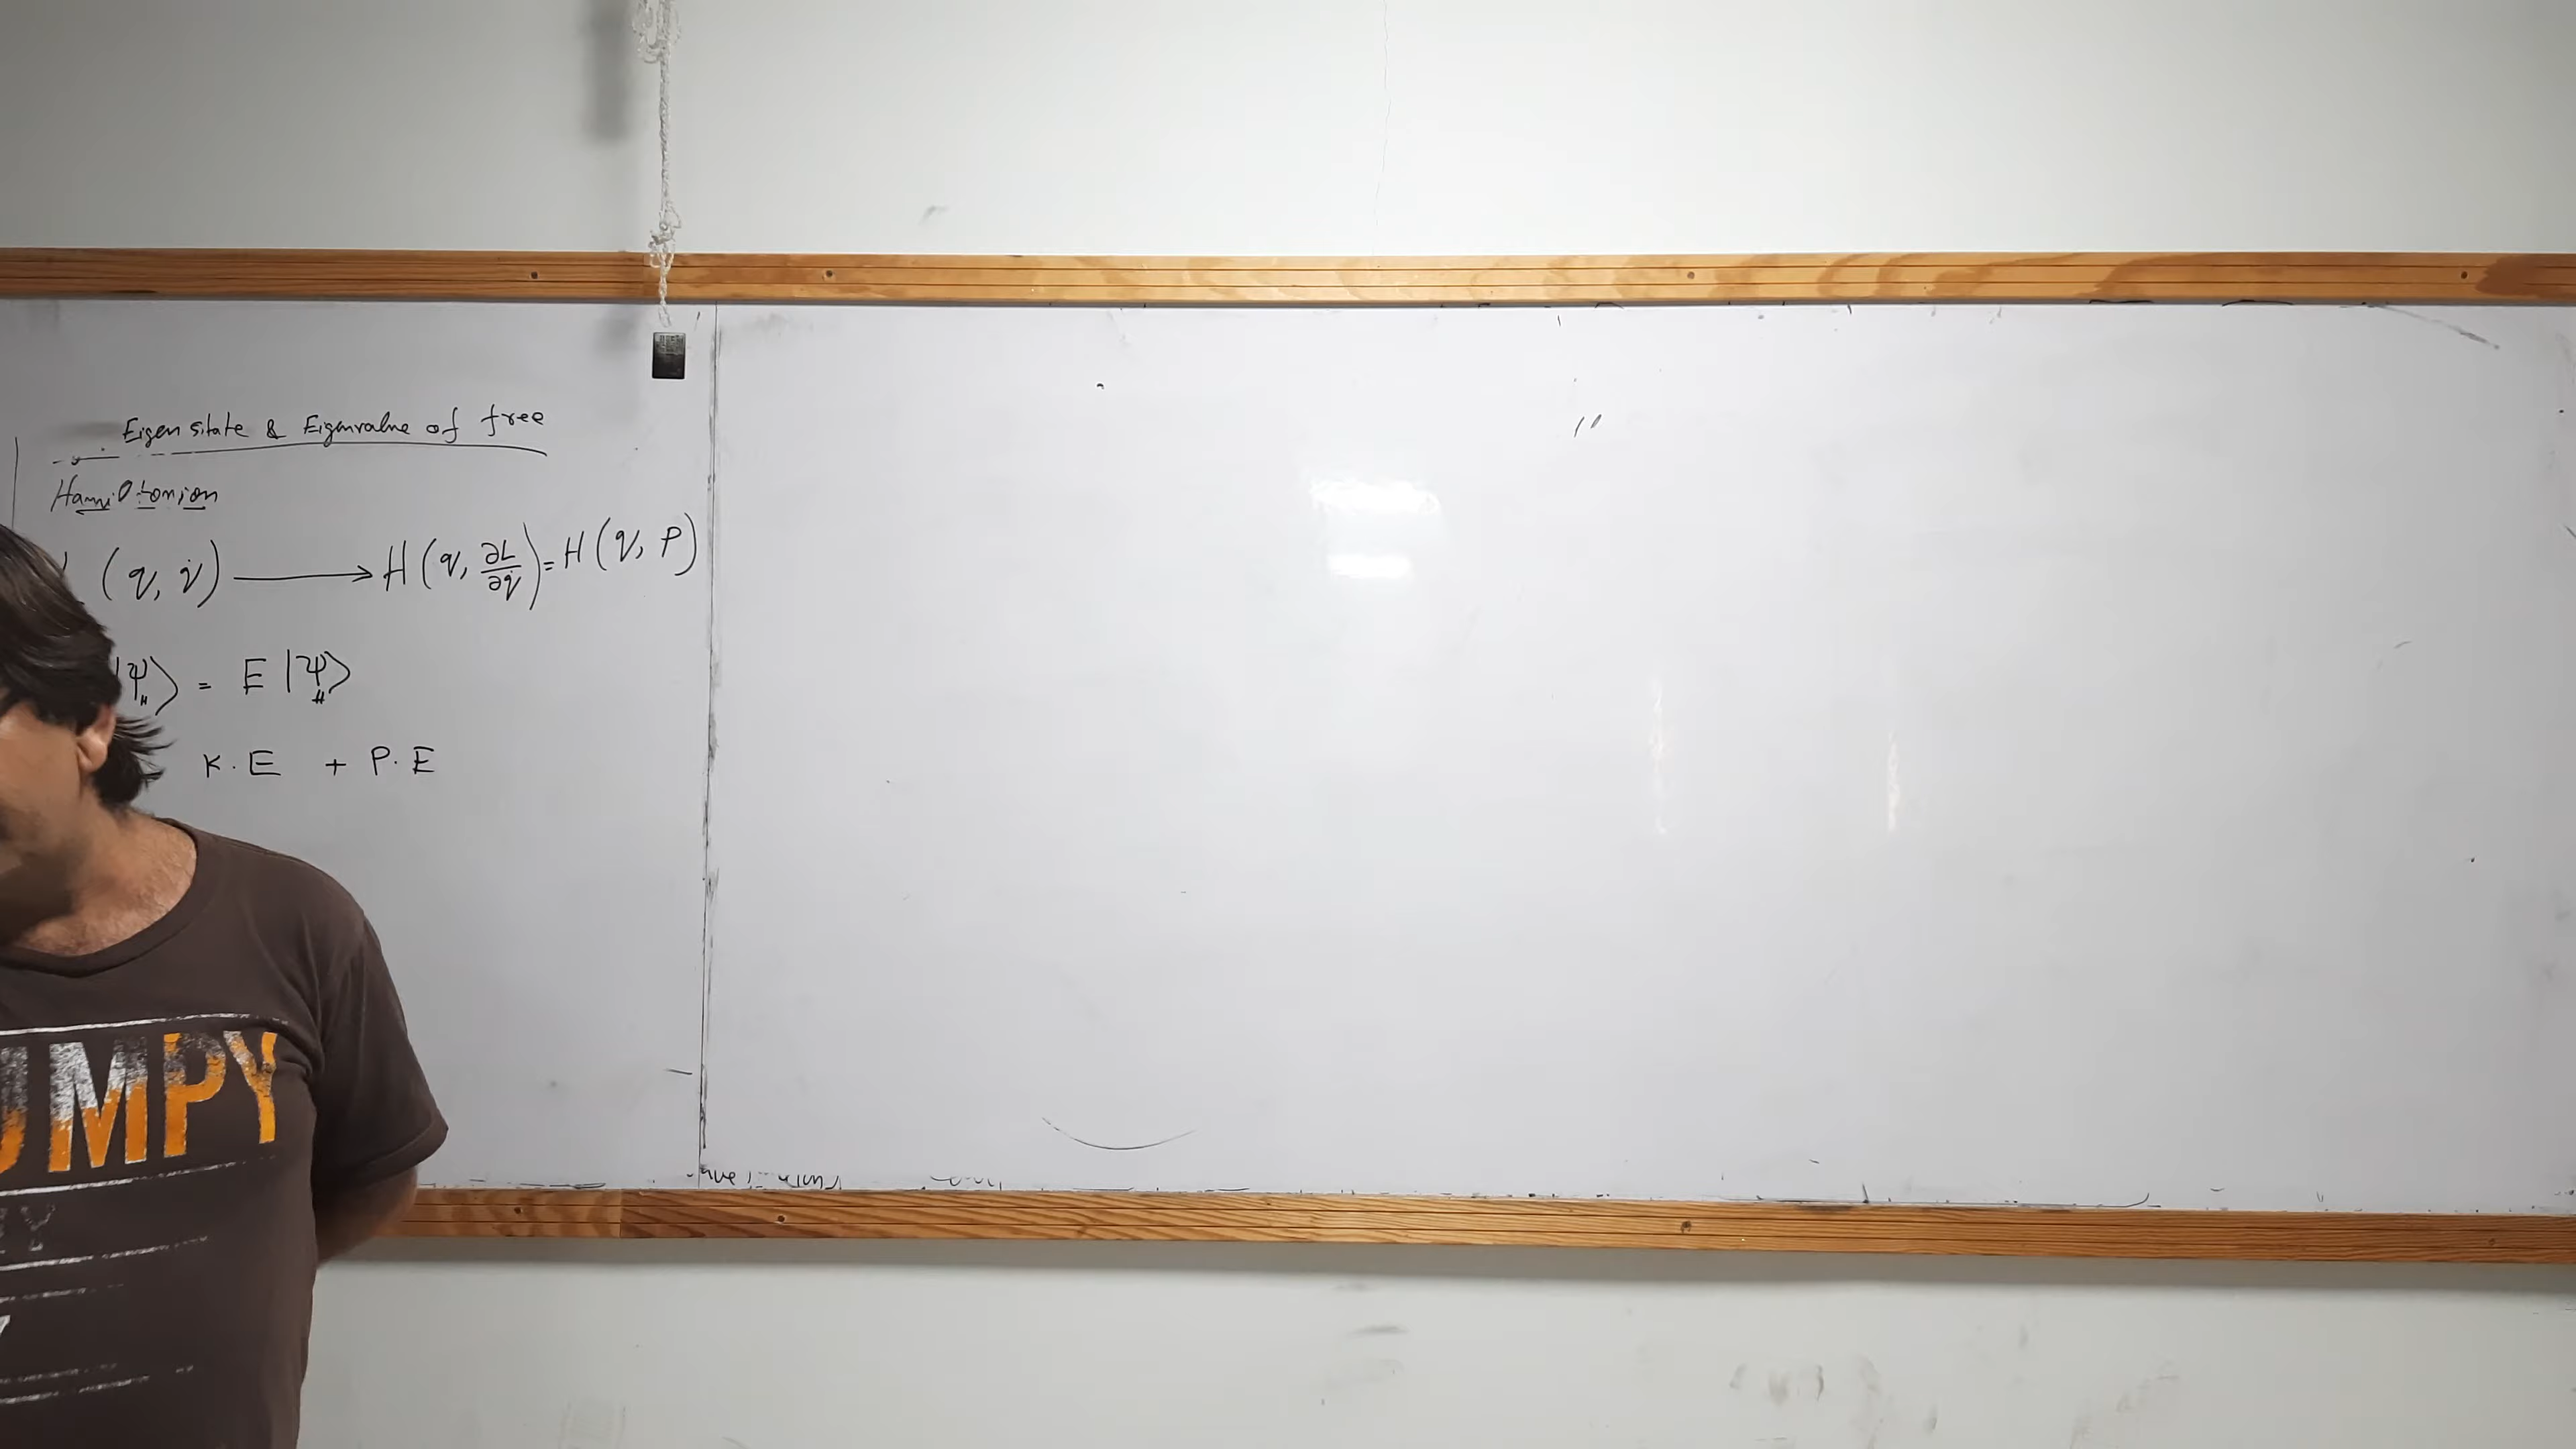 Eigen state & Eigenvalue of free
Hamiltonian
(q, q̇) ⟶ H(q, ∂L/∂q̇) = H(q, P)
|ψ_H⟩ = E |ψ_H⟩
K.E + P.E
UMPY